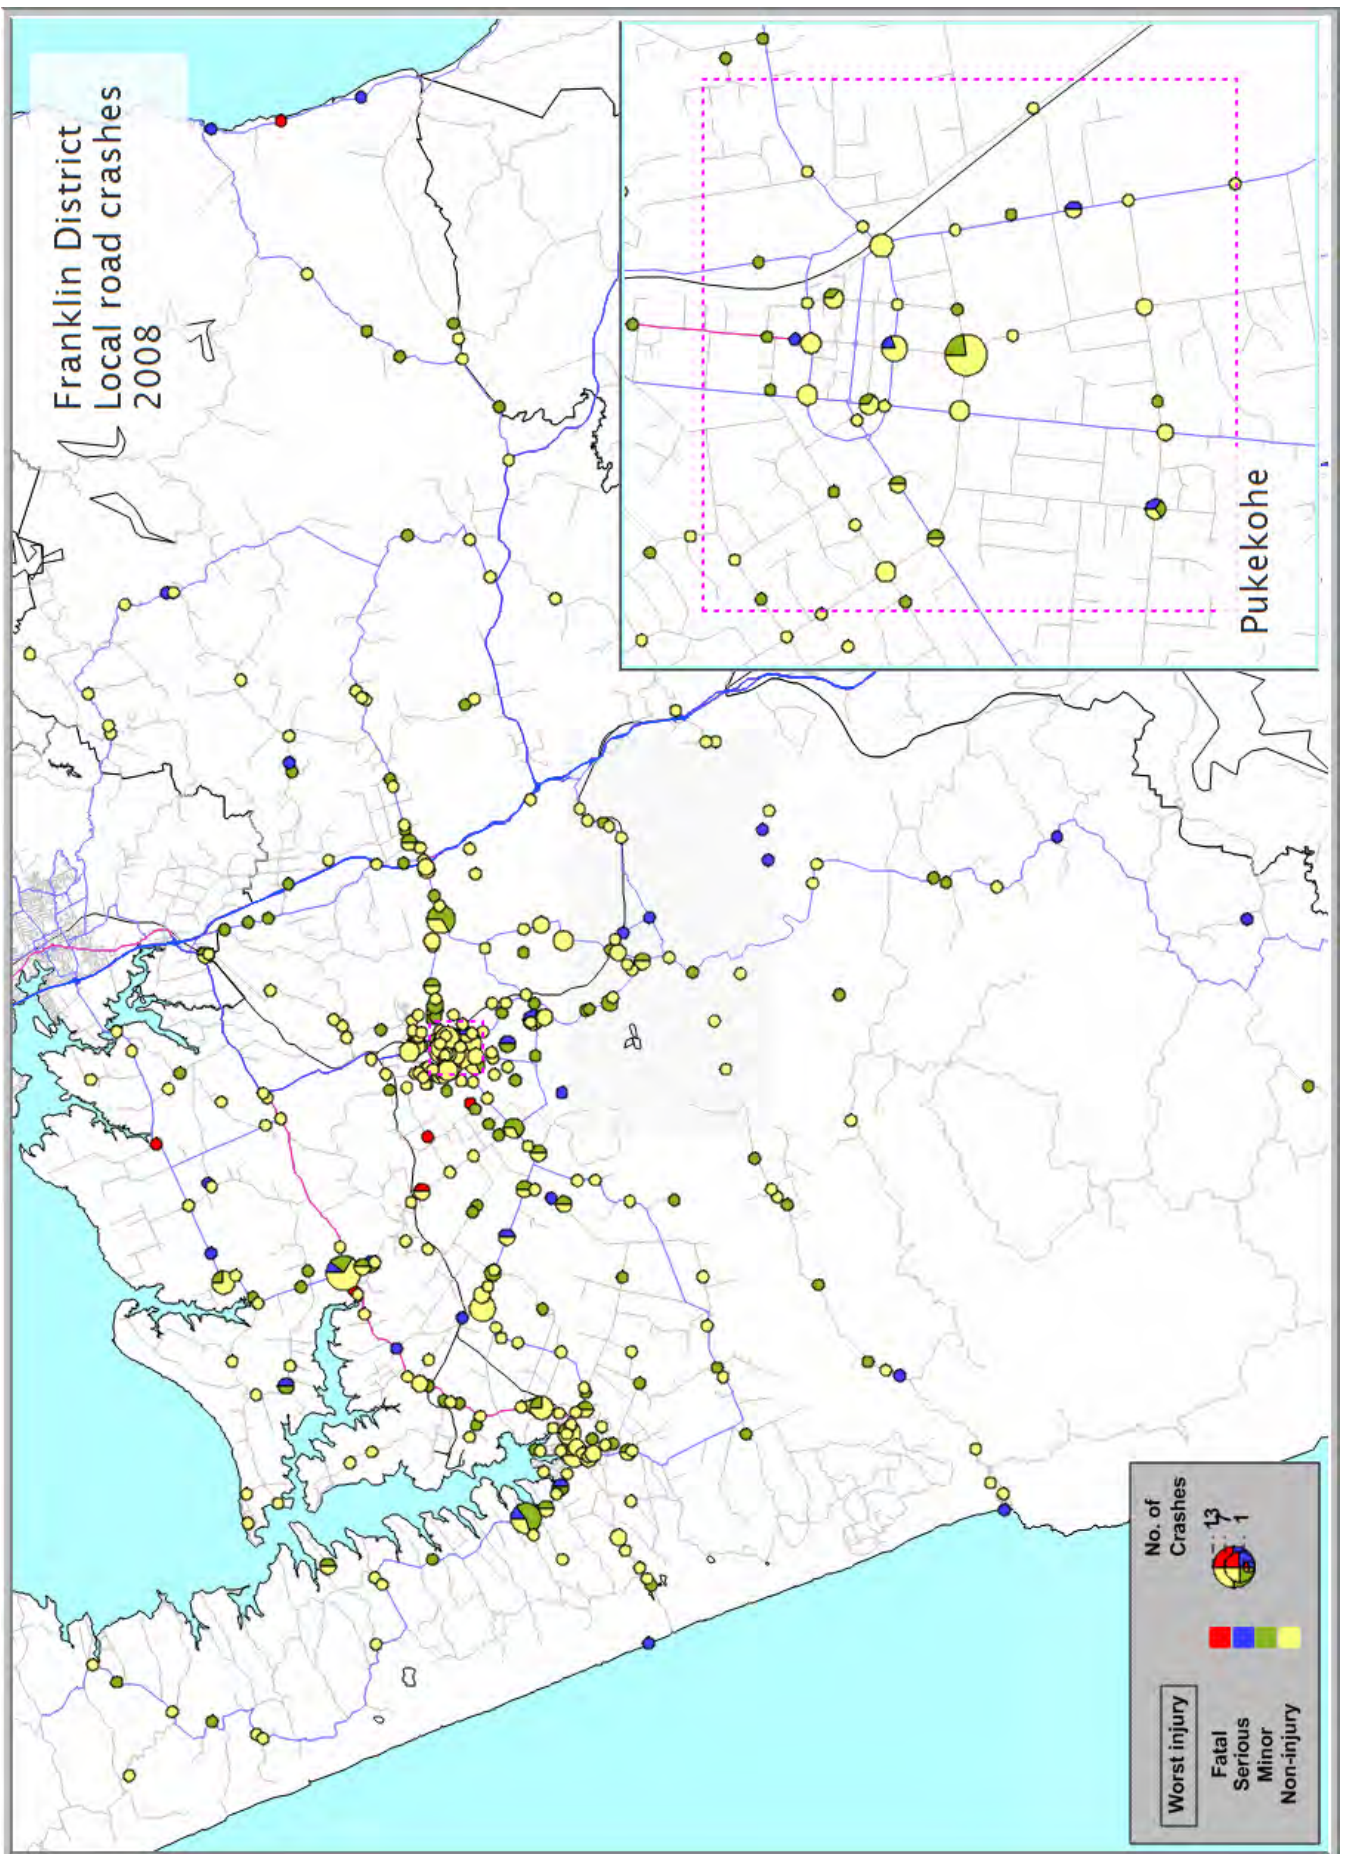 Franklin District
Local road crashes
2008
Pukekohe
No. of
Crashes
13
7
1
Worst injury
Fatal
Serious
Minor
Non-injury